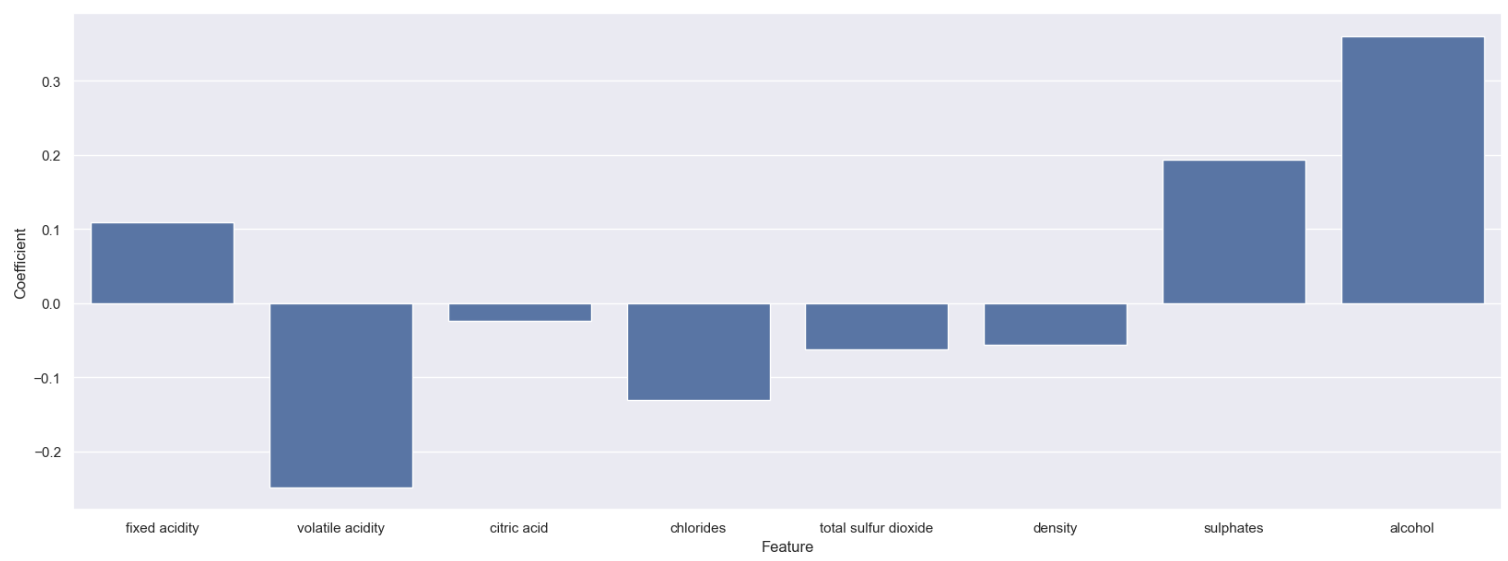 Coefficient
0.3
0.2
0.1
0.0
−0.1
−0.2
fixed acidity volatile acidity citric acid chlorides total sulfur dioxide density sulphates alcohol
Feature